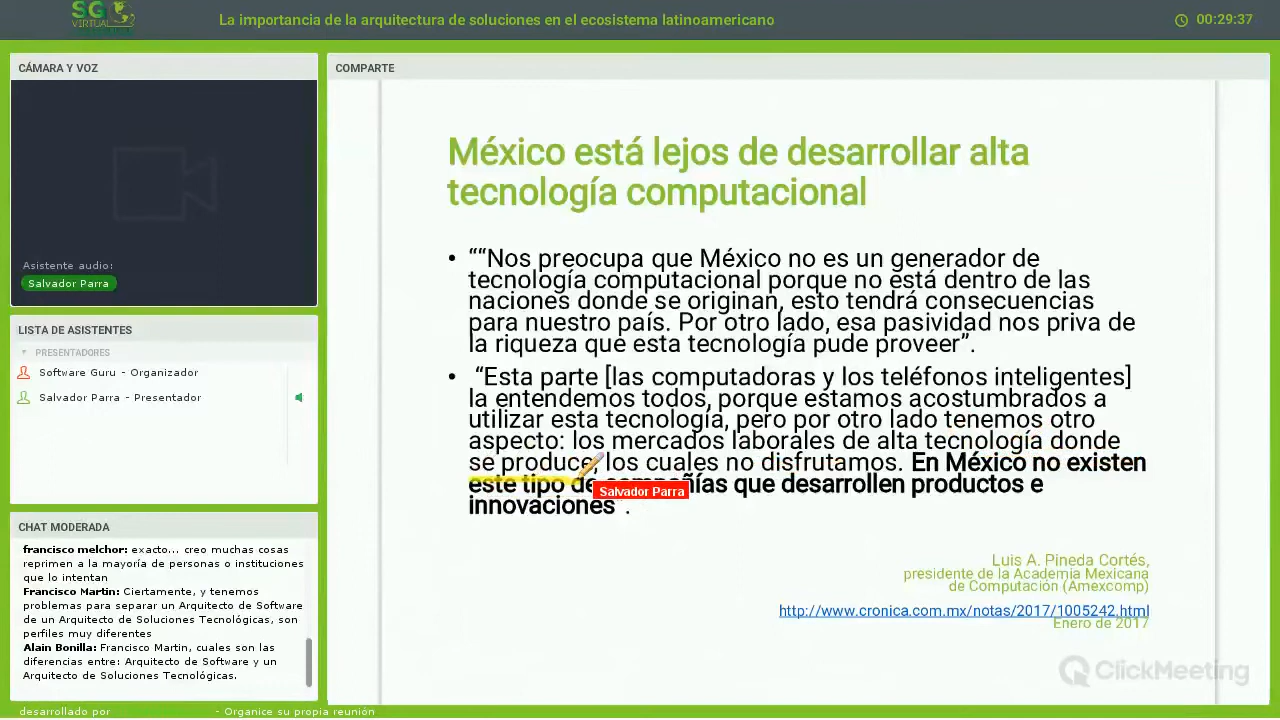 SG
VIRTUAL
La importancia de la arquitectura de soluciones en el ecosistema latinoamericano
00:29:37
CÁMARA Y VOZ
Asistente audio:
Salvador Parra
LISTA DE ASISTENTES
PRESENTADORES
Software Guru - Organizador
Salvador Parra - Presentador
CHAT MODERADA
francisco melchor: exacto... creo muchas cosas
reprimen a la mayoría de personas o instituciones
que lo intentan
Francisco Martin: Ciertamente, y tenemos
problemas para separar un Arquitecto de Software
de un Arquitecto de Soluciones Tecnológicas, son
perfiles muy diferentes
Alain Bonilla: Francisco Martin, cuales son las
diferencias entre: Arquitecto de Software y un
Arquitecto de Soluciones Tecnológicas.
COMPARTE
México está lejos de desarrollar alta
tecnología computacional
• ““Nos preocupa que México no es un generador de
tecnología computacional porque no está dentro de las
naciones donde se originan, esto tendrá consecuencias
para nuestro país. Por otro lado, esa pasividad nos priva de
la riqueza que esta tecnología pude proveer”.
• “Esta parte [las computadoras y los teléfonos inteligentes]
la entendemos todos, porque estamos acostumbrados a
utilizar esta tecnología, pero por otro lado tenemos otro
aspecto: los mercados laborales de alta tecnología donde
se produce, los cuales no disfrutamos. En México no existen
este tipo de compañías que desarrollen productos e
innovaciones”.
Salvador Parra
Luis A. Pineda Cortés,
presidente de la Academia Mexicana
de Computación (Amexcomp)
http://www.cronica.com.mx/notas/2017/1005242.html
Enero de 2017
ClickMeeting
desarrollado por - Organice su propia reunión